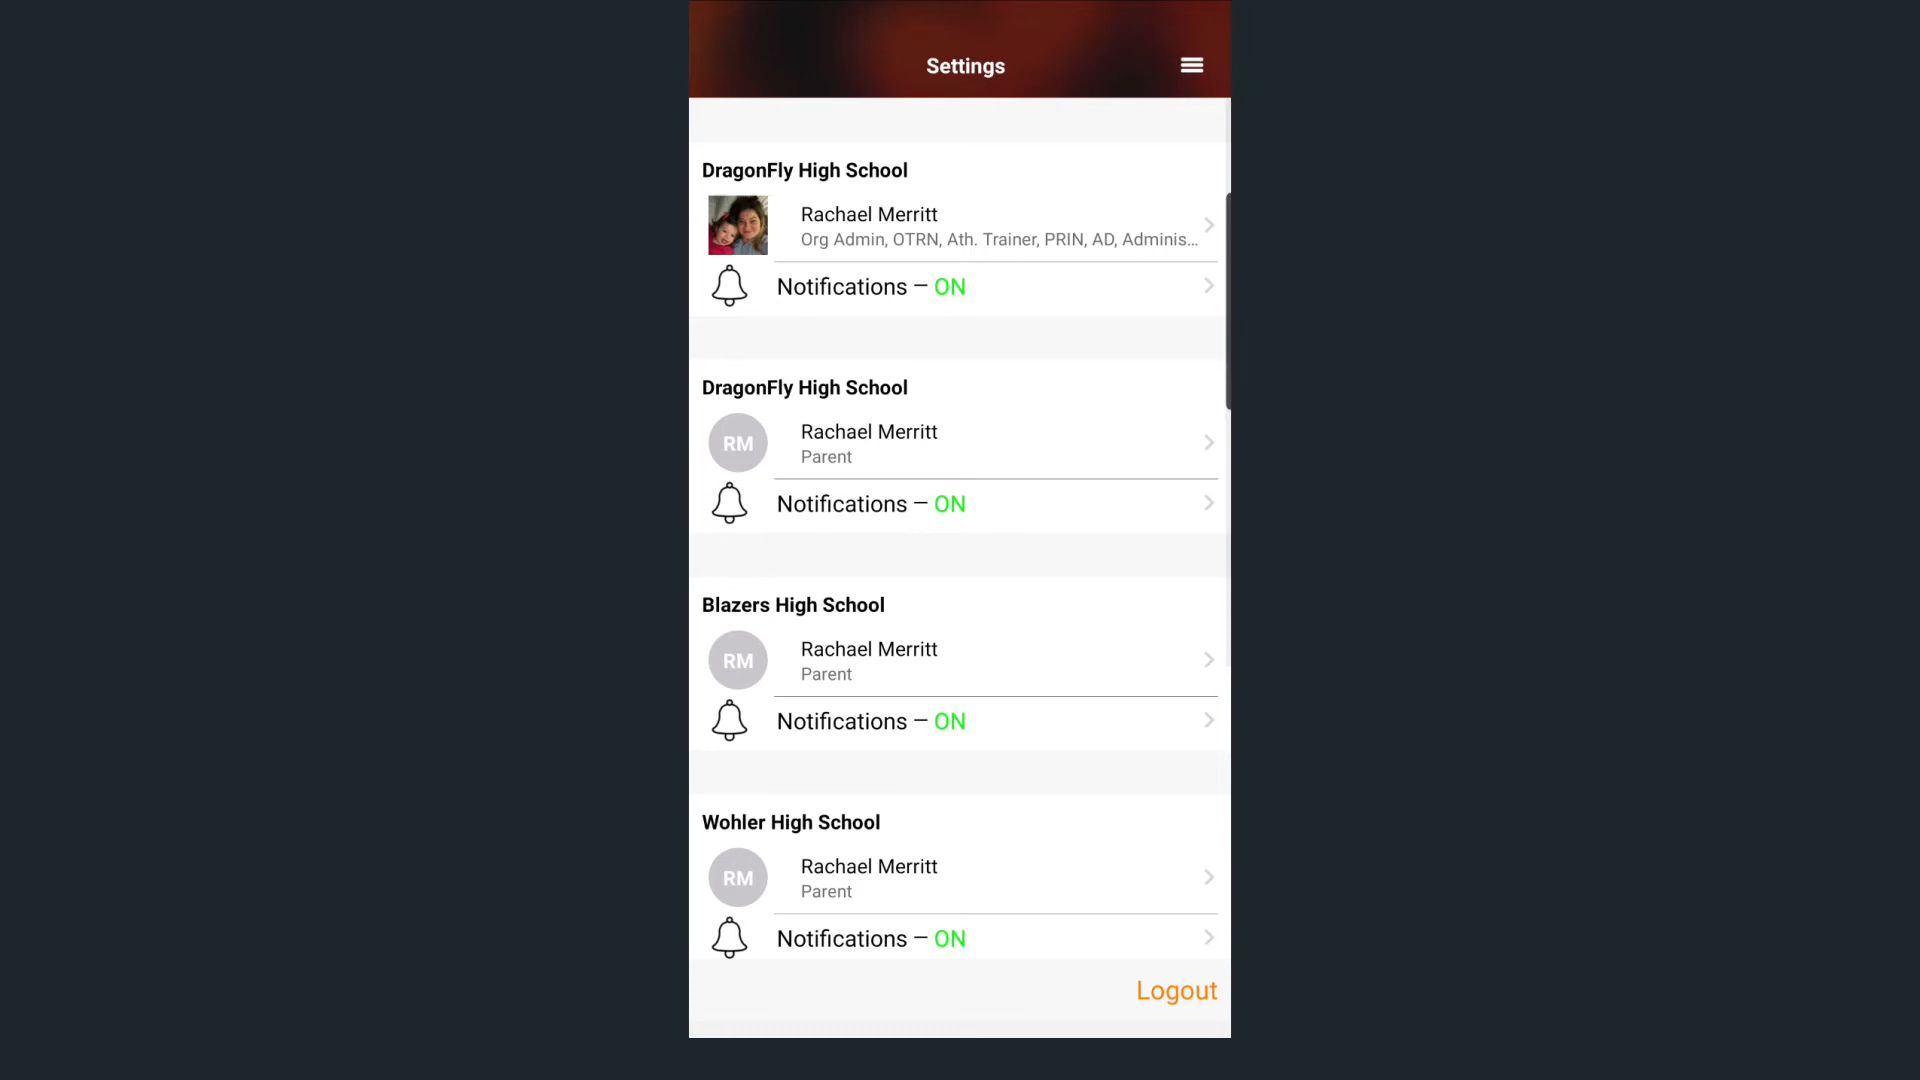 Settings
DragonFly High School
Rachael Merritt
Org Admin, OTRN, Ath. Trainer, PRIN, AD, Adminis...
Notifications – ON
DragonFly High School
RM
Rachael Merritt
Parent
Notifications – ON
Blazers High School
RM
Rachael Merritt
Parent
Notifications – ON
Wohler High School
RM
Rachael Merritt
Parent
Notifications – ON
Logout